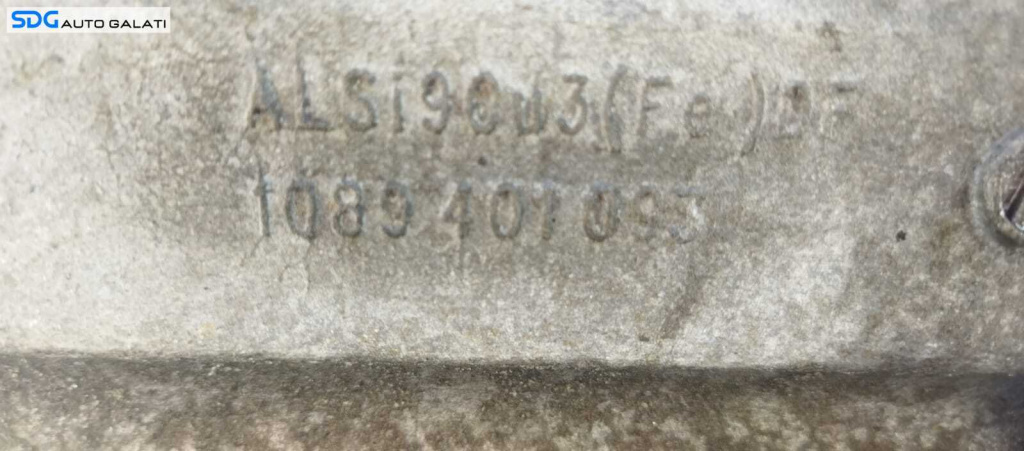 SDG AUTO GALATI
ALSi9Cu3(Fe)DF
1089 401 093